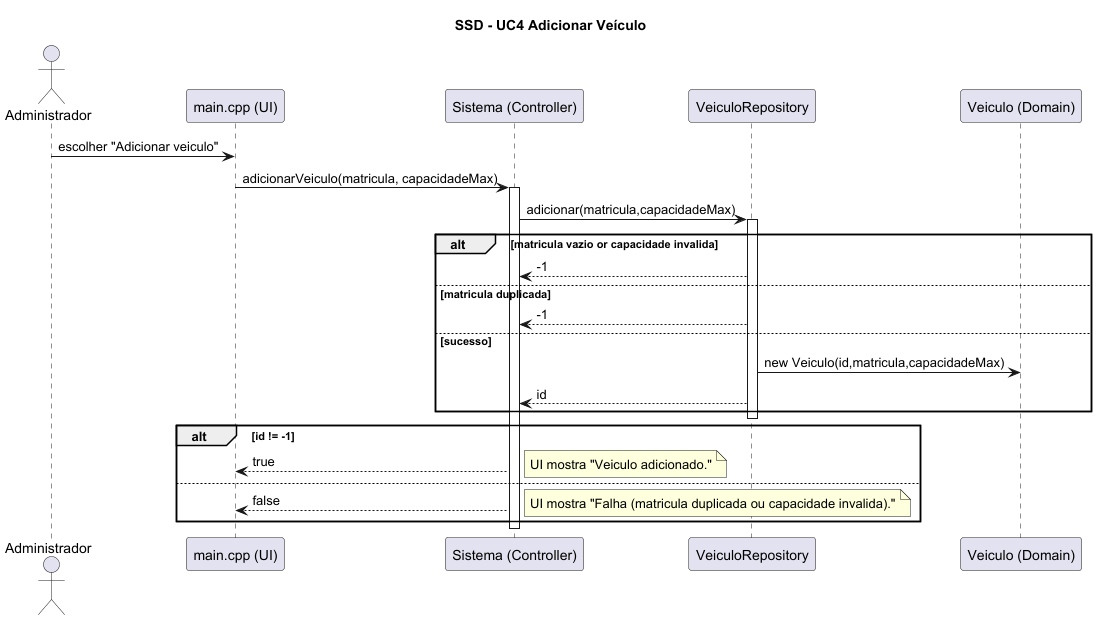 SSD - UC4 Adicionar Veículo
Administrador
main.cpp (UI)
Sistema (Controller)
VeiculoRepository
Veiculo (Domain)
escolher "Adicionar veiculo"
adicionarVeiculo(matricula, capacidadeMax)
adicionar(matricula,capacidadeMax)
alt
[matricula vazio or capacidade invalida]
-1
[matricula duplicada]
-1
[sucesso]
new Veiculo(id,matricula,capacidadeMax)
id
alt
[id != -1]
true
UI mostra "Veiculo adicionado."
false
UI mostra "Falha (matricula duplicada ou capacidade invalida)."
Administrador
main.cpp (UI)
Sistema (Controller)
VeiculoRepository
Veiculo (Domain)